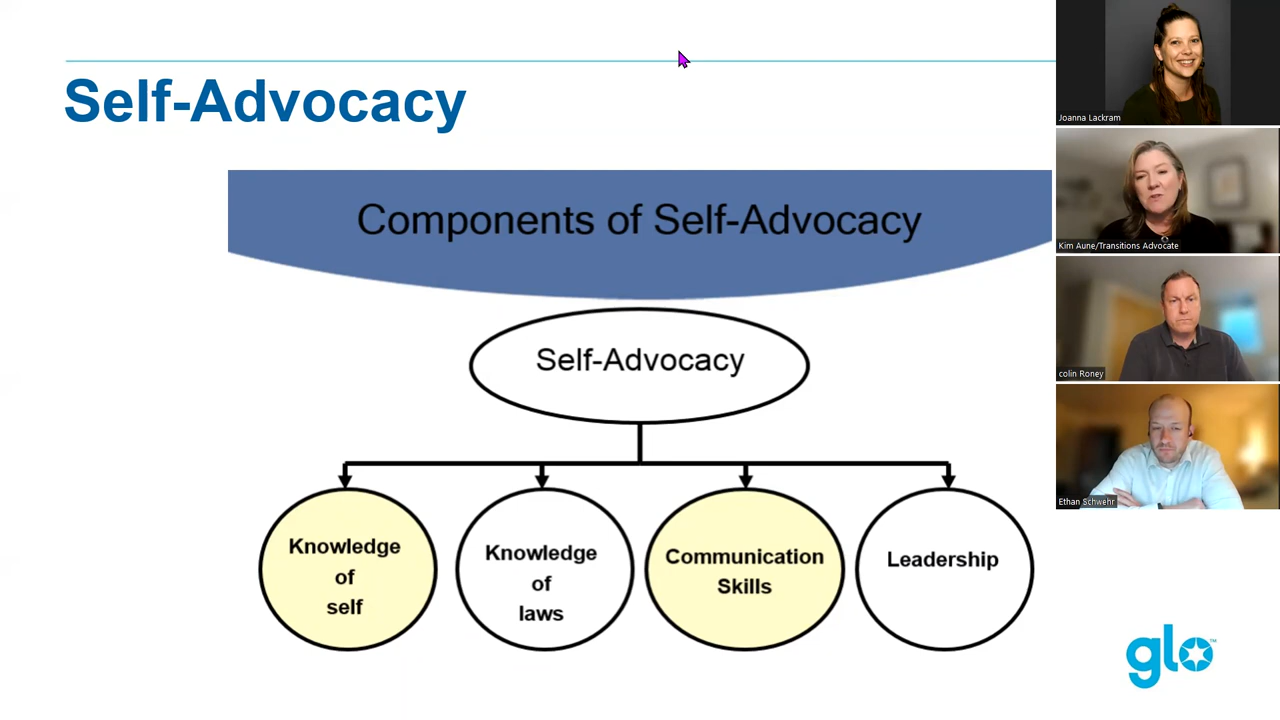 Self-Advocacy
Components of Self-Advocacy
Self-Advocacy
Knowledge
of
self
Knowledge
of
laws
Communication
Skills
Leadership
glo™
Joanna Lackram
Kim Aune/Transitions Advocate
colin Roney
Ethan Schwehr